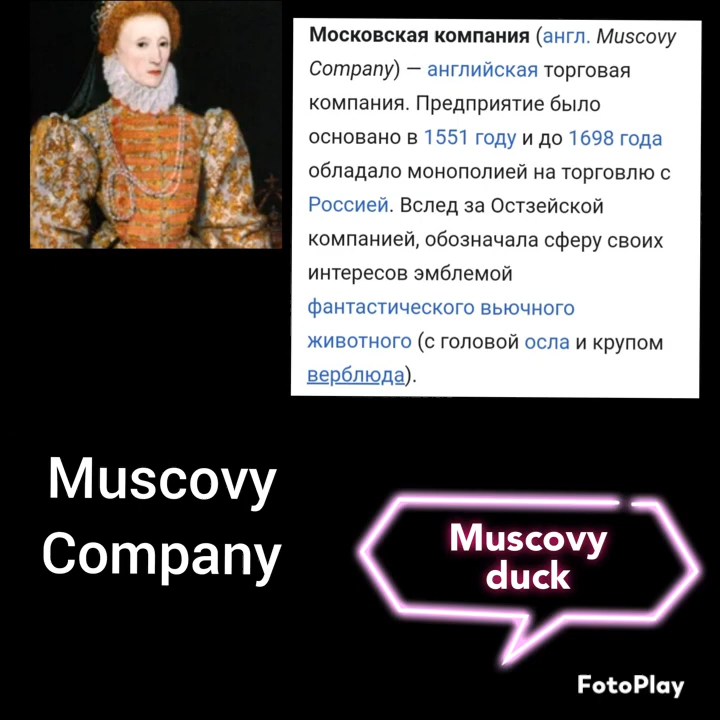 Московская компания (англ. Muscovy
Company) — английская торговая
компания. Предприятие было
основано в 1551 году и до 1698 года
обладало монополией на торговлю с
Россией. Вслед за Остзейской
компанией, обозначала сферу своих
интересов эмблемой
фантастического вьючного
животного (с головой осла и крупом
верблюда).
Muscovy
Company
Muscovy
duck
FotoPlay